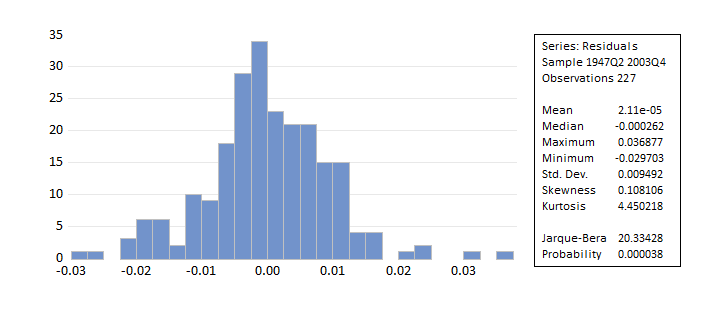 35
30
25
20
15
10
5
0
-0.03 -0.02 -0.01 0.00 0.01 0.02 0.03
Series: Residuals
Sample 1947Q2 2003Q4
Observations 227
Mean 2.11e-05
Median -0.000262
Maximum 0.036877
Minimum -0.029703
Std. Dev. 0.009492
Skewness 0.108106
Kurtosis 4.450218
Jarque-Bera 20.33428
Probability 0.000038